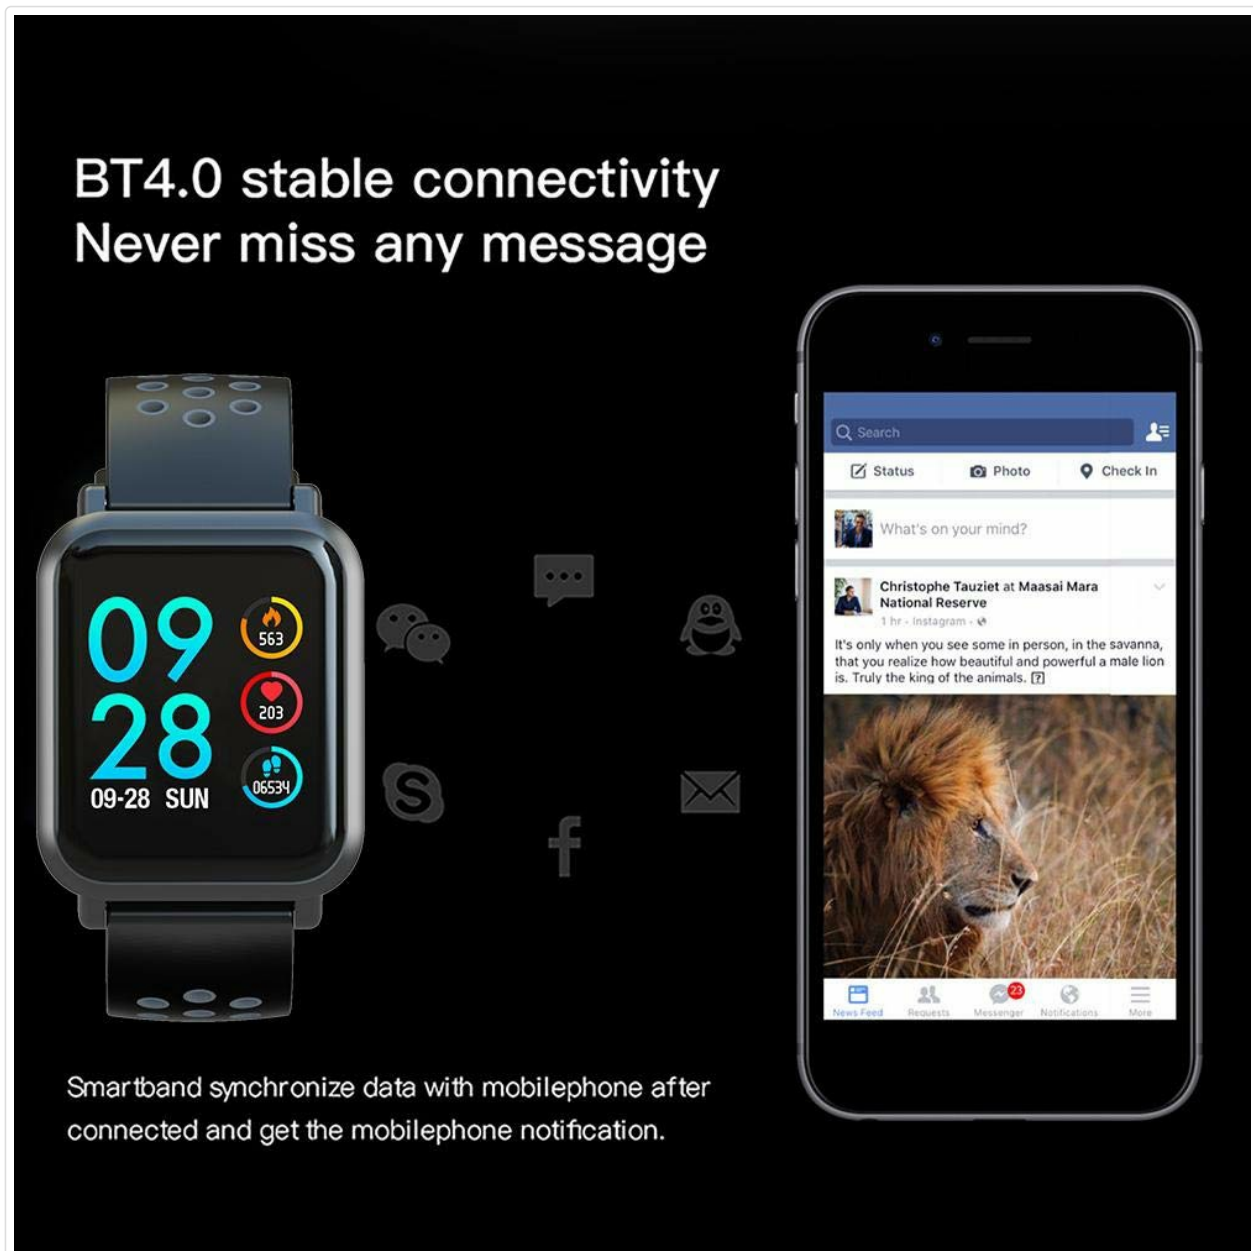 BT4.0 stable connectivity
Never miss any message
09
28
09-28 SUN
563
203
06534
Search
Status
Photo
Check In
What's on your mind?
Christophe Tauziet at Maasai Mara
National Reserve
1 hr · Instagram ·
It's only when you see some in person, in the savanna,
that you realize how beautiful and powerful a male lion
is. Truly the king of the animals. [?]
23
News Feed
Requests
Messenger
Notifications
More
Smartband synchronize data with mobilephone after
connected and get the mobilephone notification.